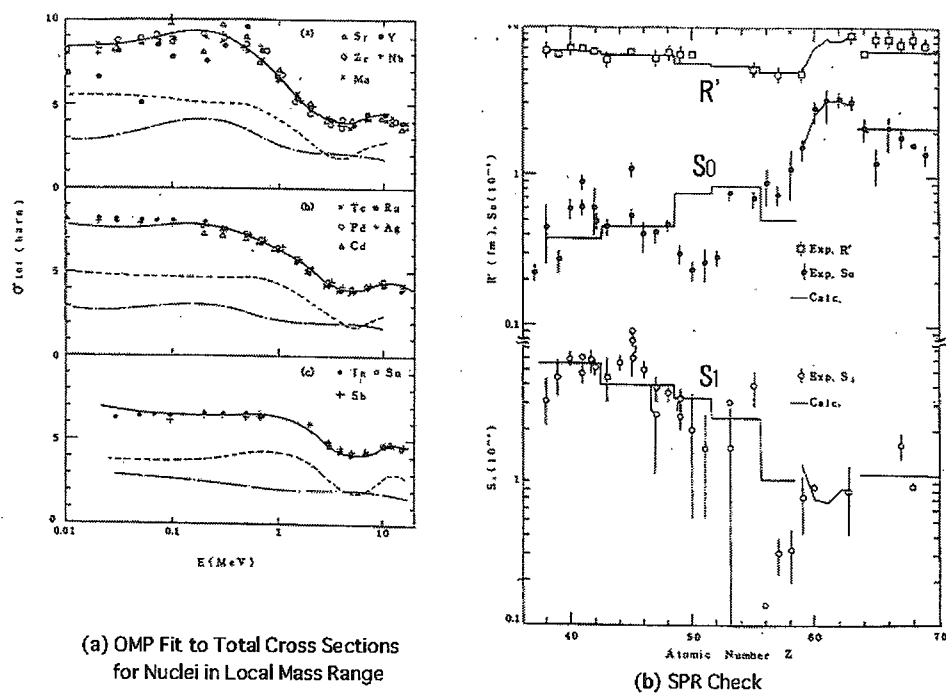 10
5
0
5
0
5
0
0.01
0.1
1
10
σ tot (barn)
E (MeV)
(a)
Sr
Y
Zr
Nb
Mo
(b)
Tc
Ru
Pd
Ag
Cd
(c)
In
Sn
Sb
(a) OMP Fit to Total Cross Sections
for Nuclei in Local Mass Range
R'
S0
S1
Exp. R'
Exp. S0
Calc.
Exp. S1
Calc.
1
0.1
1
0.1
R' (fm), S0 (10⁻⁴)
40
50
60
70
Atomic Number Z
(b) SPR Check